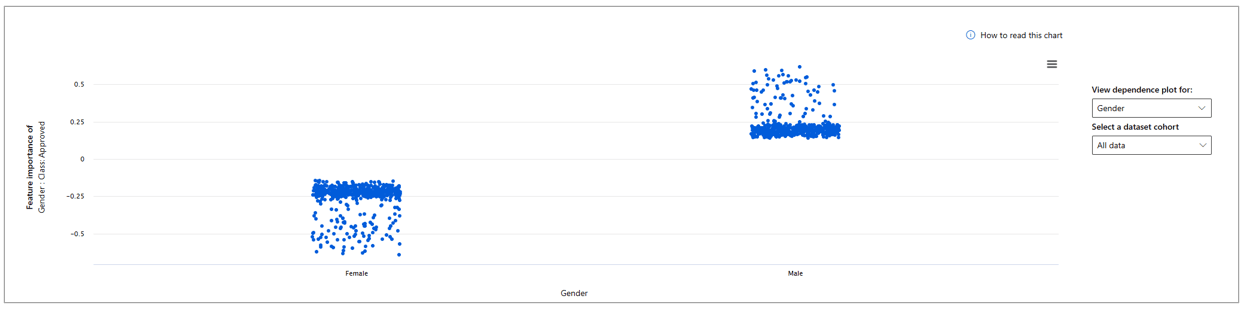 How to read this chart
View dependence plot for:
Gender
Select a dataset cohort
All data
Feature importance of
Gender : Class: Approved
0.5
0.25
0
−0.25
−0.5
Female
Male
Gender